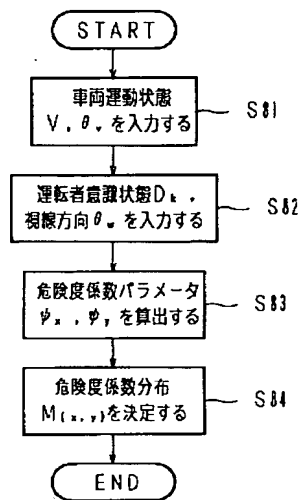 START
車両運動状態
V，θᵥ を入力する
S81
運転者意識状態Dₖ，
視線方向θw を入力する
S82
危険度係数パラメータ
ψₓ，ψy を算出する
S83
危険度係数分布
M(x,y)を決定する
S84
END